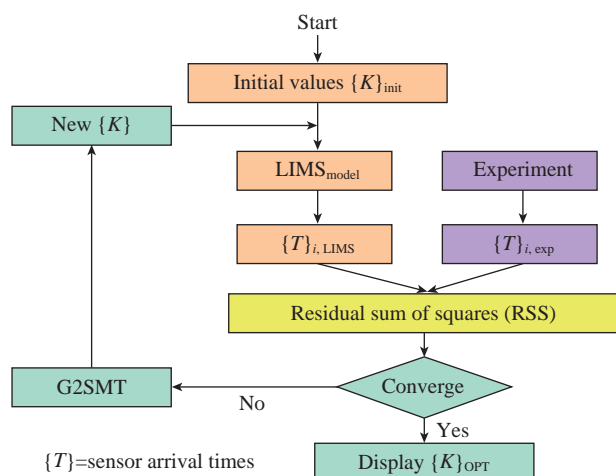 Start
Initial values {K}init
New {K}
LIMSmodel
Experiment
{T}i, LIMS
{T}i, exp
Residual sum of squares (RSS)
G2SMT
Converge
No
Yes
{T}=sensor arrival times
Display {K}OPT